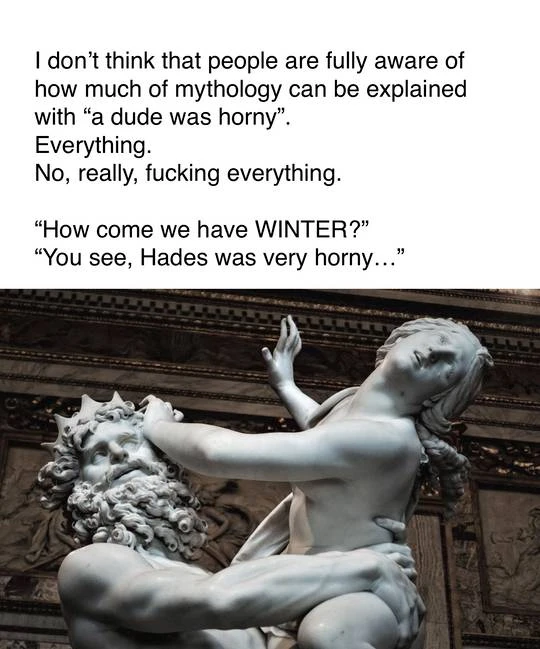 I don’t think that people are fully aware of
how much of mythology can be explained
with “a dude was horny”.
Everything.
No, really, fucking everything.
“How come we have WINTER?”
“You see, Hades was very horny…”